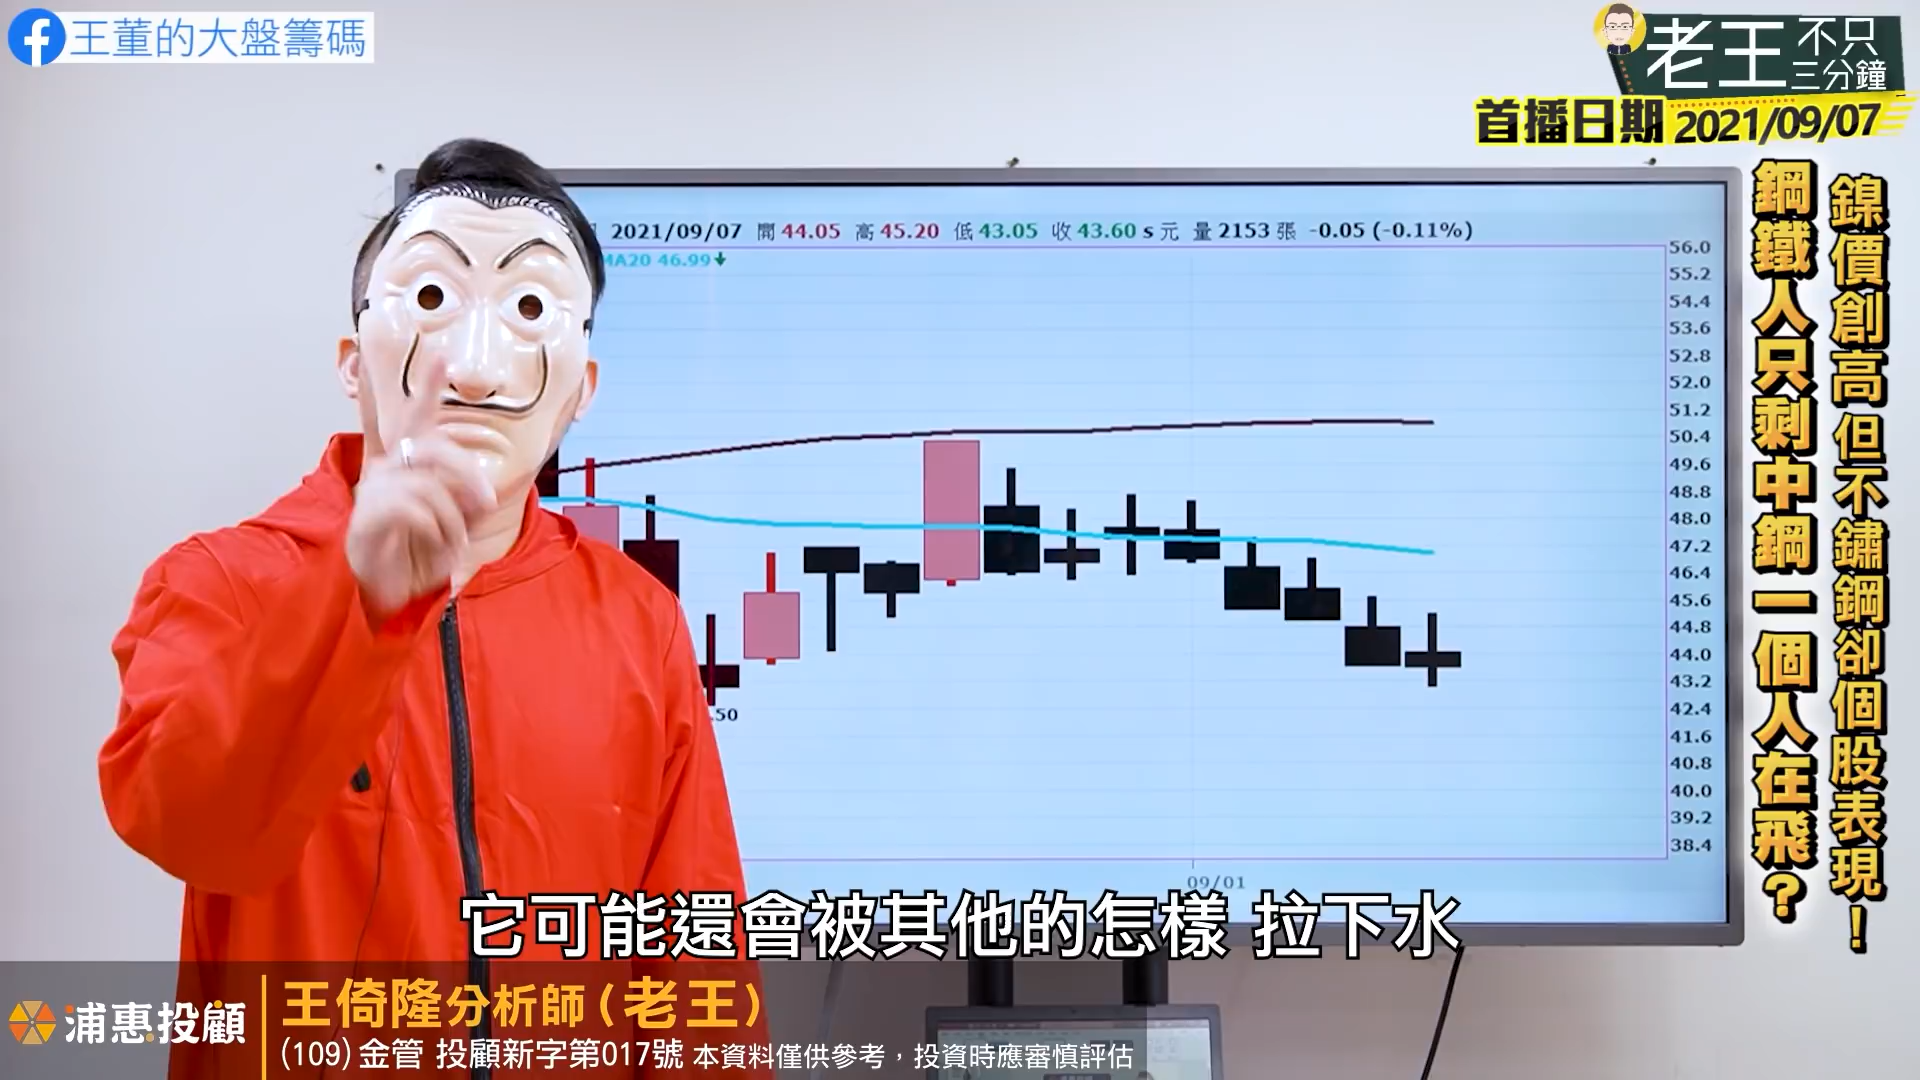 王董的大盤籌碼
老王 不只三分鐘
首播日期 2021/09/07
鎳價創高但不鏽鋼卻個股表現！
鋼鐵人只剩中鋼一個人在飛？
2021/09/07 開 44.05 高 45.20 低 43.05 收 43.60 s 元 量 2153 張 -0.05 (-0.11%)
MA20 46.99↓
56.0
55.2
54.4
53.6
52.8
52.0
51.2
50.4
49.6
48.8
48.0
47.2
46.4
45.6
44.8
44.0
43.2
42.4
41.6
40.8
40.0
39.2
38.4
.50
09/01
它可能還會被其他的怎樣 拉下水
浦惠投顧
王倚隆分析師(老王)
(109)金管 投顧新字第017號 本資料僅供參考，投資時應審慎評估